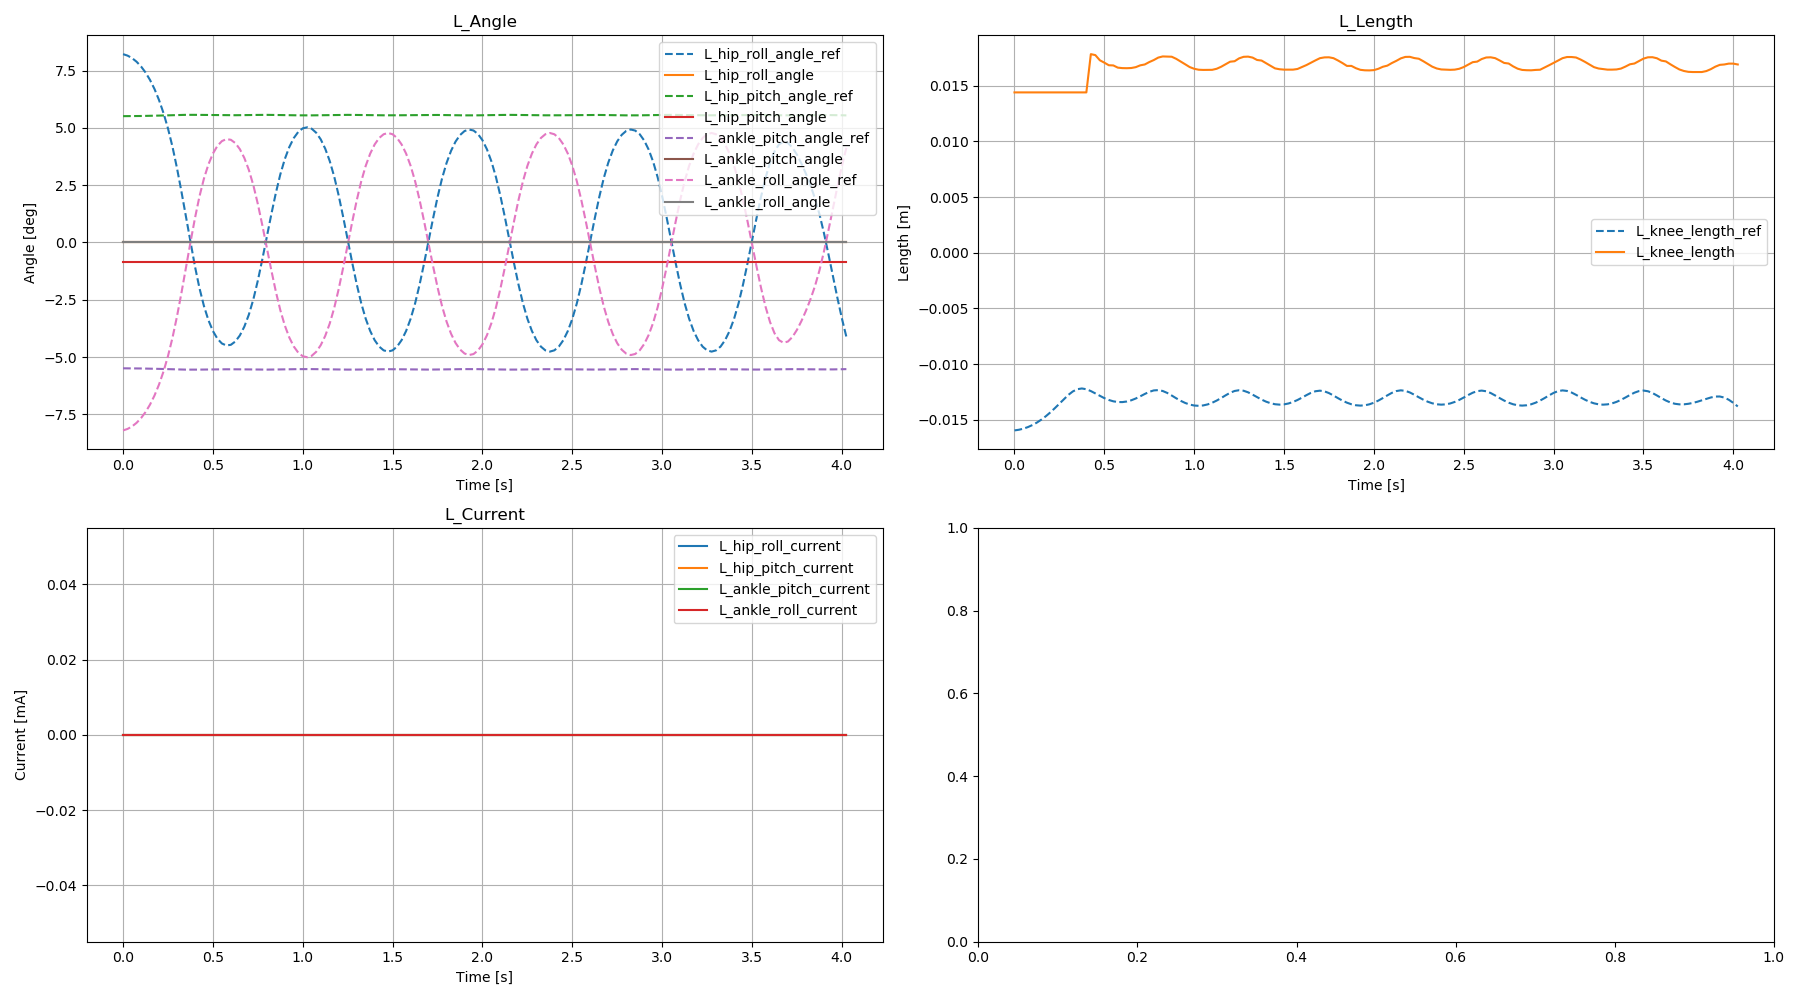 L_Angle
Angle [deg]
7.5
5.0
2.5
0.0
−2.5
−5.0
−7.5
L_hip_roll_angle_ref
L_hip_roll_angle
L_hip_pitch_angle_ref
L_hip_pitch_angle
L_ankle_pitch_angle_ref
L_ankle_pitch_angle
L_ankle_roll_angle_ref
L_ankle_roll_angle
0.0 0.5 1.0 1.5 2.0 2.5 3.0 3.5 4.0
Time [s]
L_Length
Length [m]
0.015
0.010
0.005
0.000
−0.005
−0.010
−0.015
L_knee_length_ref
L_knee_length
0.0 0.5 1.0 1.5 2.0 2.5 3.0 3.5 4.0
Time [s]
L_Current
Current [mA]
0.04
0.02
0.00
−0.02
−0.04
L_hip_roll_current
L_hip_pitch_current
L_ankle_pitch_current
L_ankle_roll_current
0.0 0.5 1.0 1.5 2.0 2.5 3.0 3.5 4.0
Time [s]
1.0
0.8
0.6
0.4
0.2
0.0
0.0 0.2 0.4 0.6 0.8 1.0